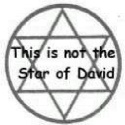 This is not the
Star of David